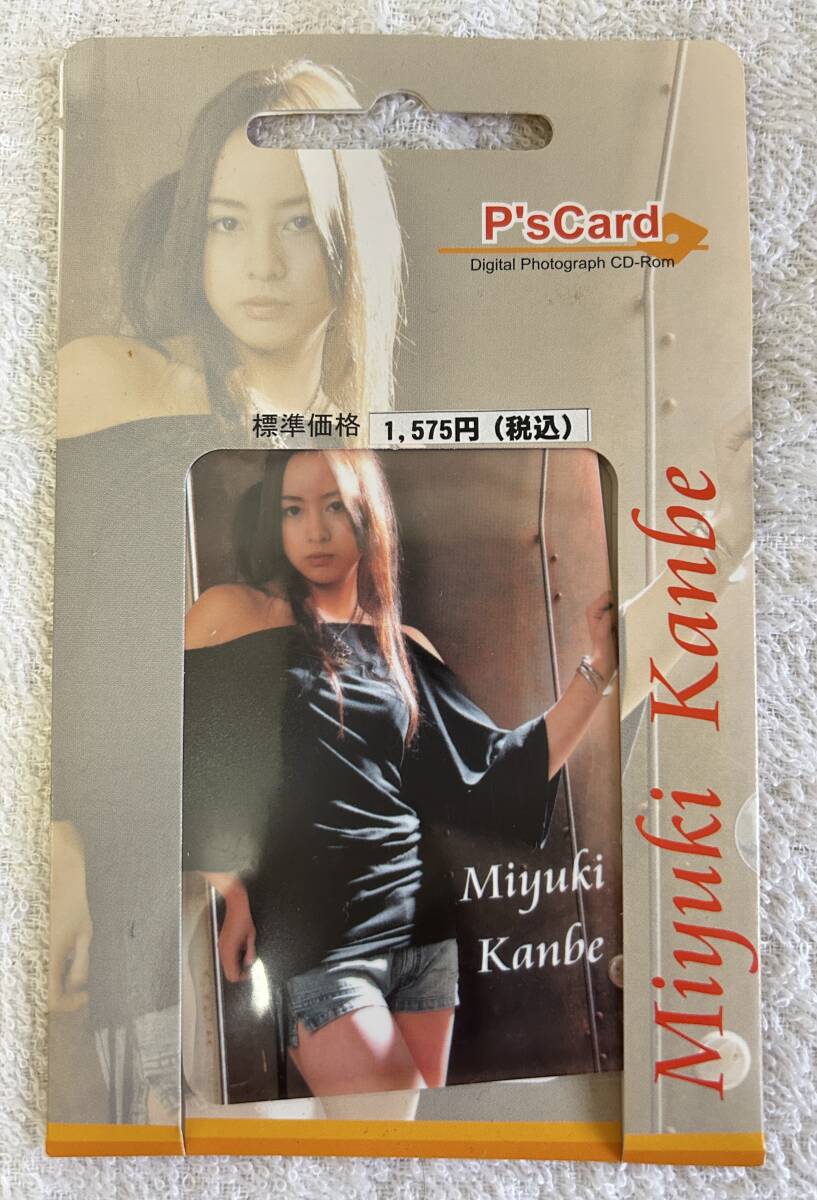 P'sCard
Digital Photograph CD-Rom
標準価格 1,575円（税込）
Miyuki
Kanbe
Miyuki Kanbe